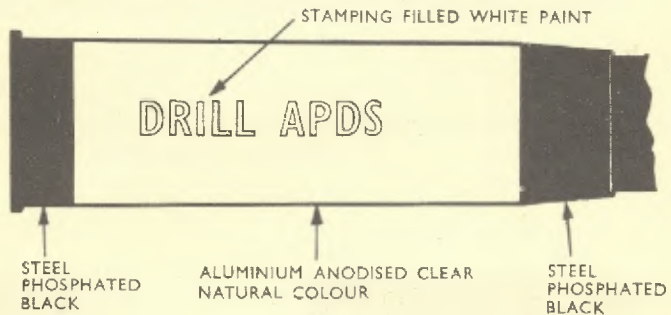 STAMPING FILLED WHITE PAINT
DRILL APDS
STEEL
PHOSPHATED
BLACK
ALUMINIUM ANODISED CLEAR
NATURAL COLOUR
STEEL
PHOSPHATED
BLACK